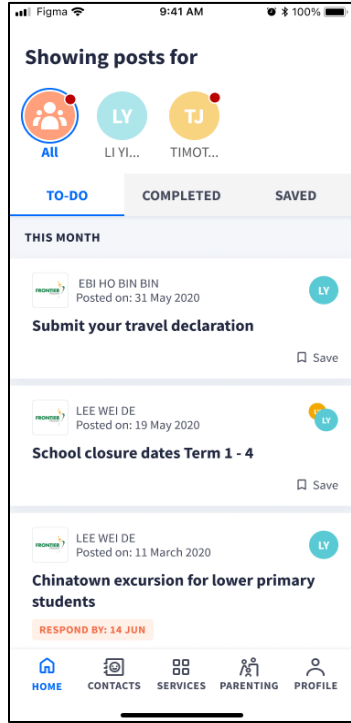 Figma 9:41 AM 100%
Showing posts for
LY TJ
All LI YI... TIMOT...
TO-DO COMPLETED SAVED
THIS MONTH
FRONTIER EBI HO BIN BIN
Posted on: 31 May 2020
LY
Submit your travel declaration
Save
FRONTIER LEE WEI DE
Posted on: 19 May 2020
LY
School closure dates Term 1 - 4
Save
FRONTIER LEE WEI DE
Posted on: 11 March 2020
LY
Chinatown excursion for lower primary
students
RESPOND BY: 14 JUN
HOME CONTACTS SERVICES PARENTING PROFILE